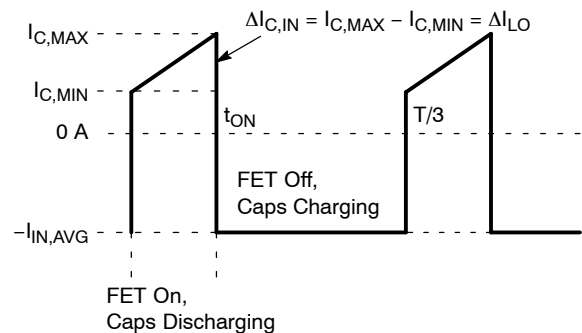 I_C,MAX
ΔI_C,IN = I_C,MAX − I_C,MIN = ΔI_LO
I_C,MIN
t_ON
T/3
0 A
FET Off,
Caps Charging
−I_IN,AVG
FET On,
Caps Discharging